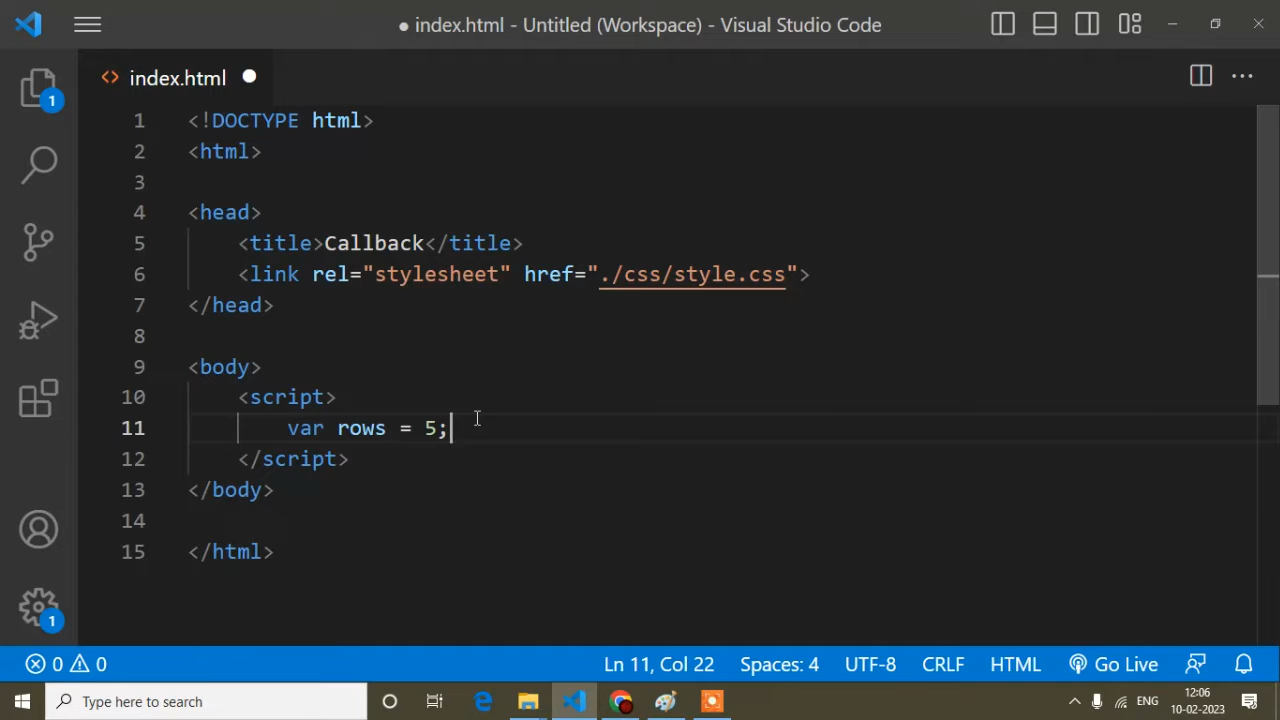 ● index.html - Untitled (Workspace) - Visual Studio Code
<> index.html
1
1 <!DOCTYPE html>
2 <html>
3
4 <head>
5 <title>Callback</title>
6 <link rel="stylesheet" href="./css/style.css">
7 </head>
8
9 <body>
10 <script>
11 var rows = 5;
12 </script>
13 </body>
14
15 </html>
1
0 0 Ln 11, Col 22 Spaces: 4 UTF-8 CRLF HTML Go Live
Type here to search ENG 12:06
10-02-2023